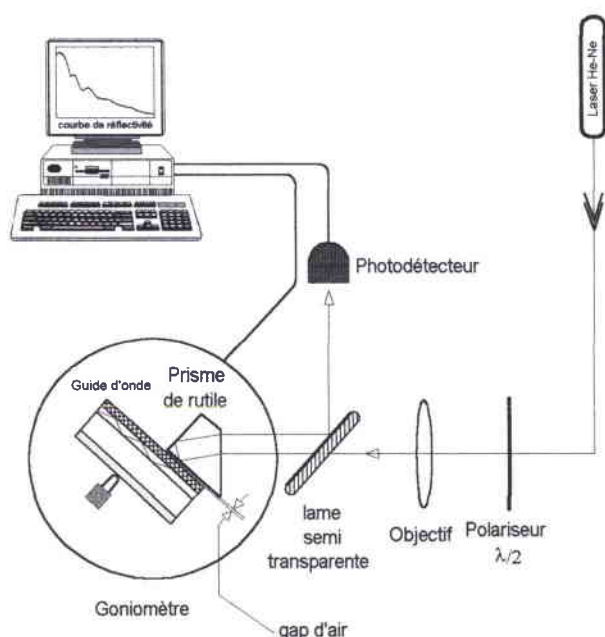 courbe de réflectivité
Laser He-Ne
Photodétecteur
Guide d'onde
Prisme
de rutile
lame
semi
transparente
Objectif
Polariseur
λ/2
Goniomètre
gap d'air